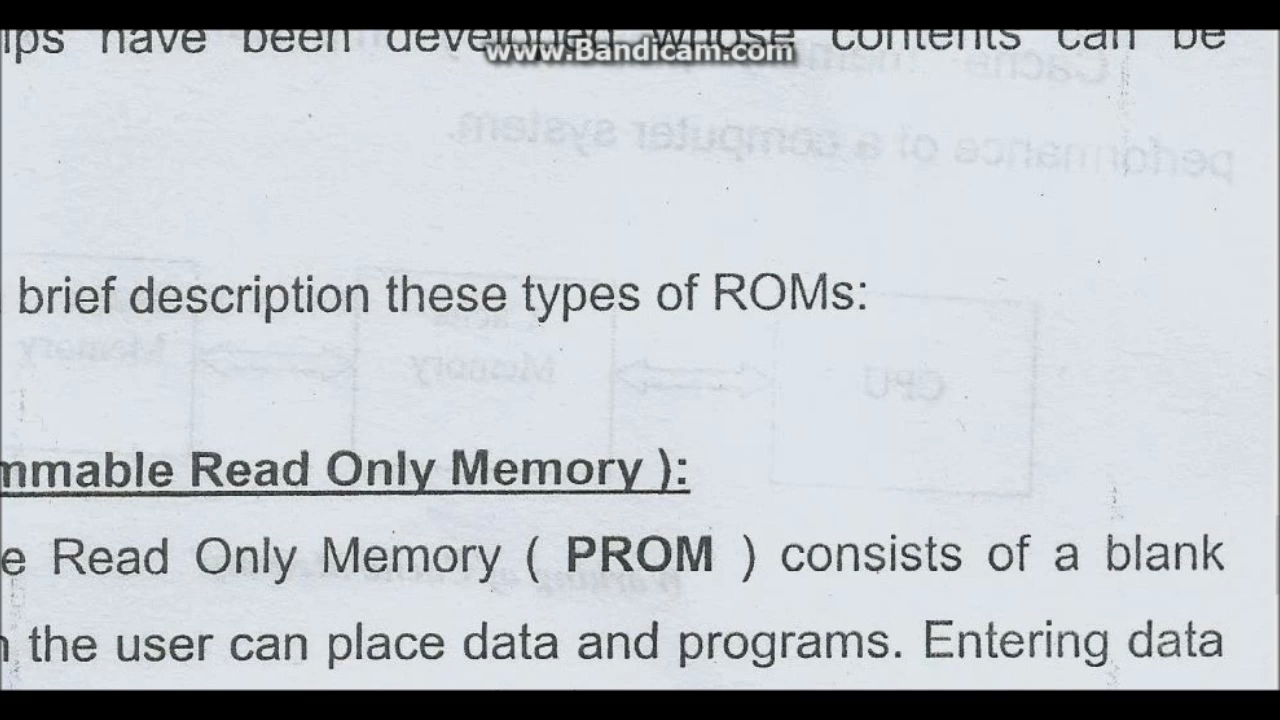 ips have been developed whose contents can be
www.Bandicam.com
brief description these types of ROMs:
mmable Read Only Memory ):
e Read Only Memory ( PROM ) consists of a blank
the user can place data and programs. Entering data